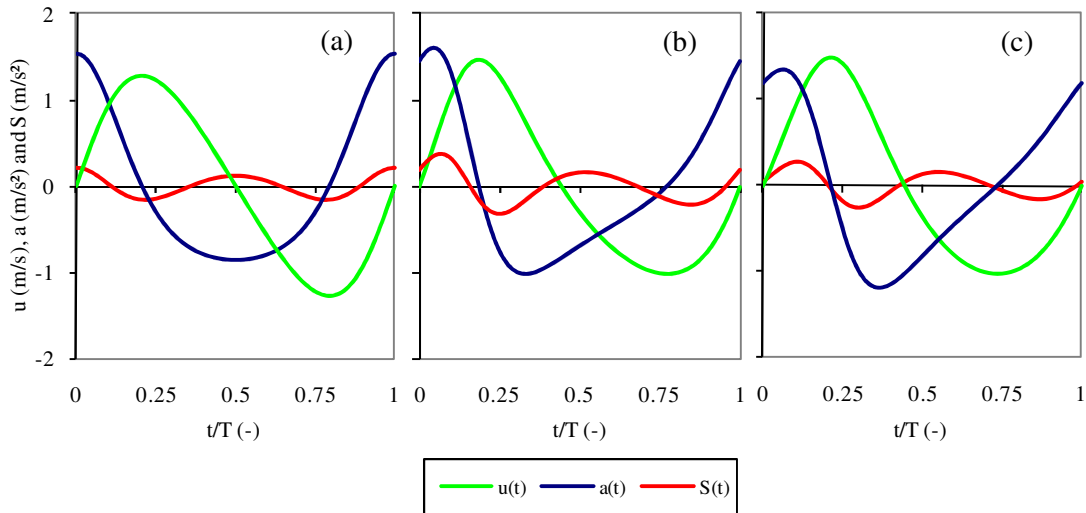 u (m/s), a (m/s²) and S (m/s²)
2
1
0
-1
-2
(a)
(b)
(c)
0 0.25 0.5 0.75 1
0 0.25 0.5 0.75 1
0 0.25 0.5 0.75 1
t/T (-)
t/T (-)
t/T (-)
u(t) a(t) S(t)